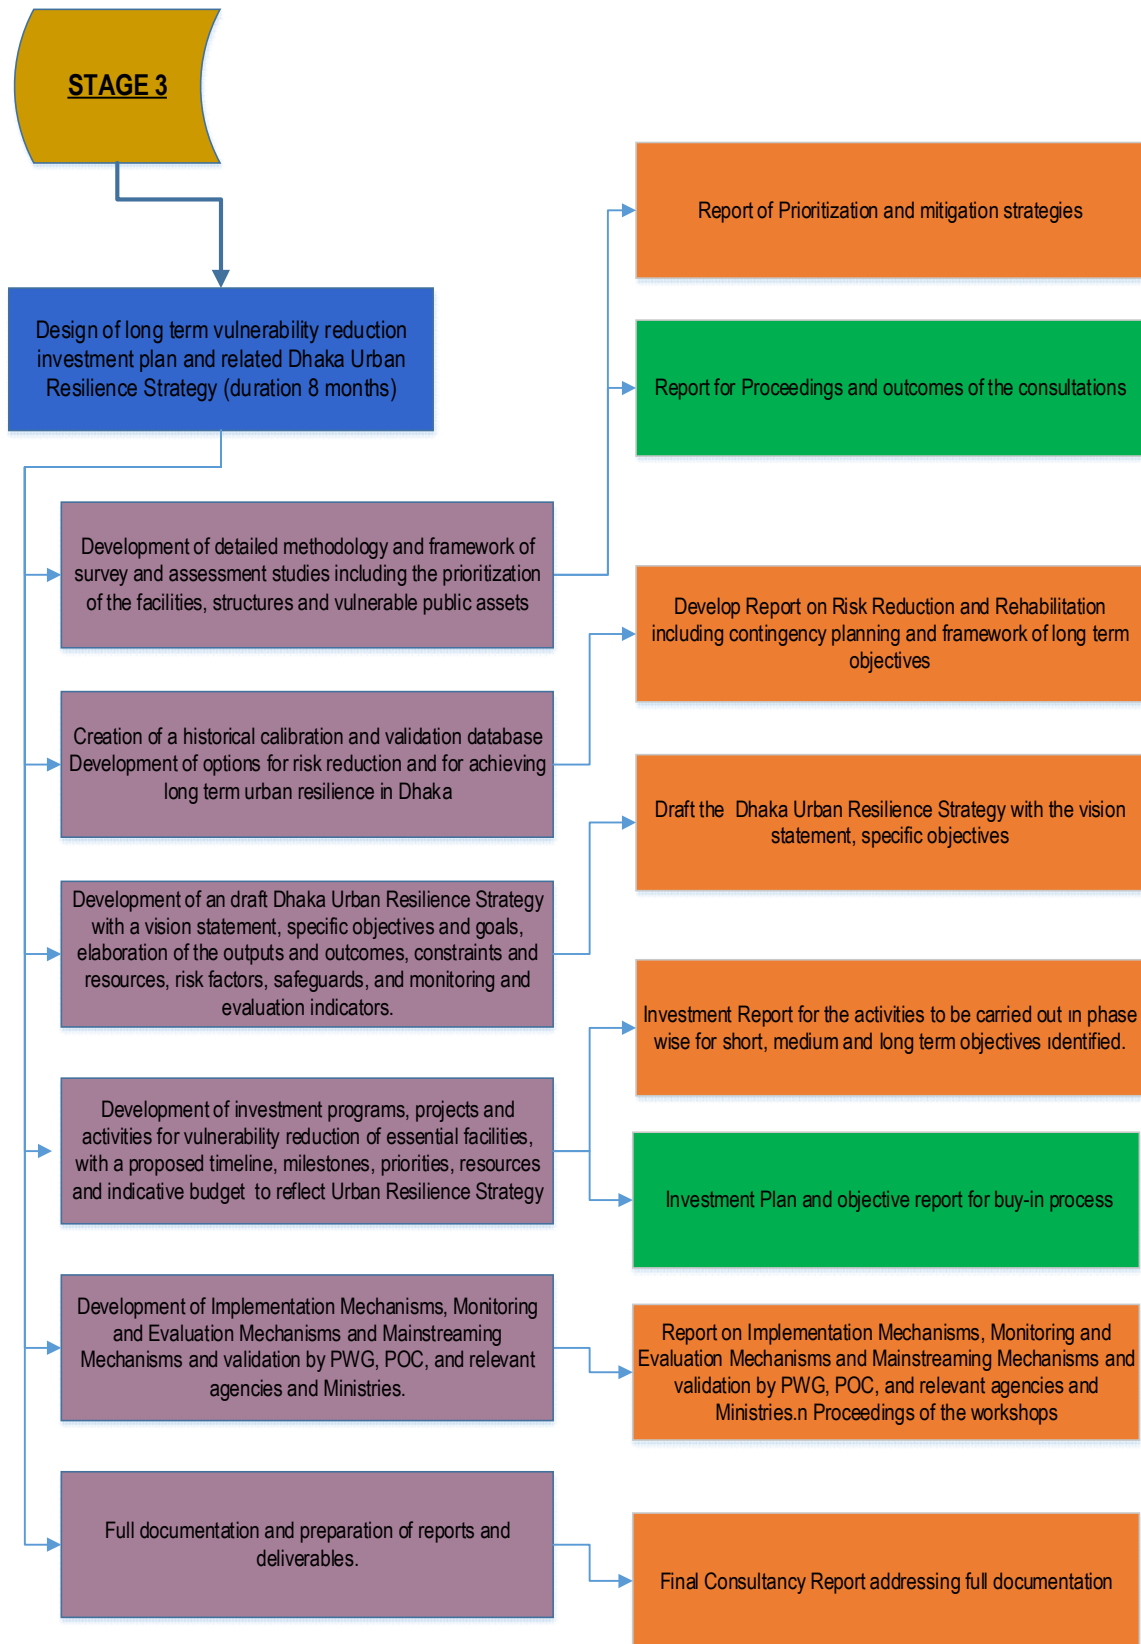 STAGE 3
Design of long term vulnerability reduction
investment plan and related Dhaka Urban
Resilience Strategy (duration 8 months)
Development of detailed methodology and framework of
survey and assessment studies including the prioritization
of the facilities, structures and vulnerable public assets
Report of Prioritization and mitigation strategies
Report for Proceedings and outcomes of the consultations
Creation of a historical calibration and validation database
Development of options for risk reduction and for achieving
long term urban resilience in Dhaka
Develop Report on Risk Reduction and Rehabilitation
including contingency planning and framework of long term
objectives
Development of an draft Dhaka Urban Resilience Strategy
with a vision statement, specific objectives and goals,
elaboration of the outputs and outcomes, constraints and
resources, risk factors, safeguards, and monitoring and
evaluation indicators.
Draft the Dhaka Urban Resilience Strategy with the vision
statement, specific objectives
Development of investment programs, projects and
activities for vulnerability reduction of essential facilities,
with a proposed timeline, milestones, priorities, resources
and indicative budget to reflect Urban Resilience Strategy
Investment Report for the activities to be carried out in phase
wise for short, medium and long term objectives identified.
Investment Plan and objective report for buy-in process
Development of Implementation Mechanisms, Monitoring
and Evaluation Mechanisms and Mainstreaming
Mechanisms and validation by PWG, POC, and relevant
agencies and Ministries.
Report on Implementation Mechanisms, Monitoring and
Evaluation Mechanisms and Mainstreaming Mechanisms and
validation by PWG, POC, and relevant agencies and
Ministries.n Proceedings of the workshops
Full documentation and preparation of reports and
deliverables.
Final Consultancy Report addressing full documentation